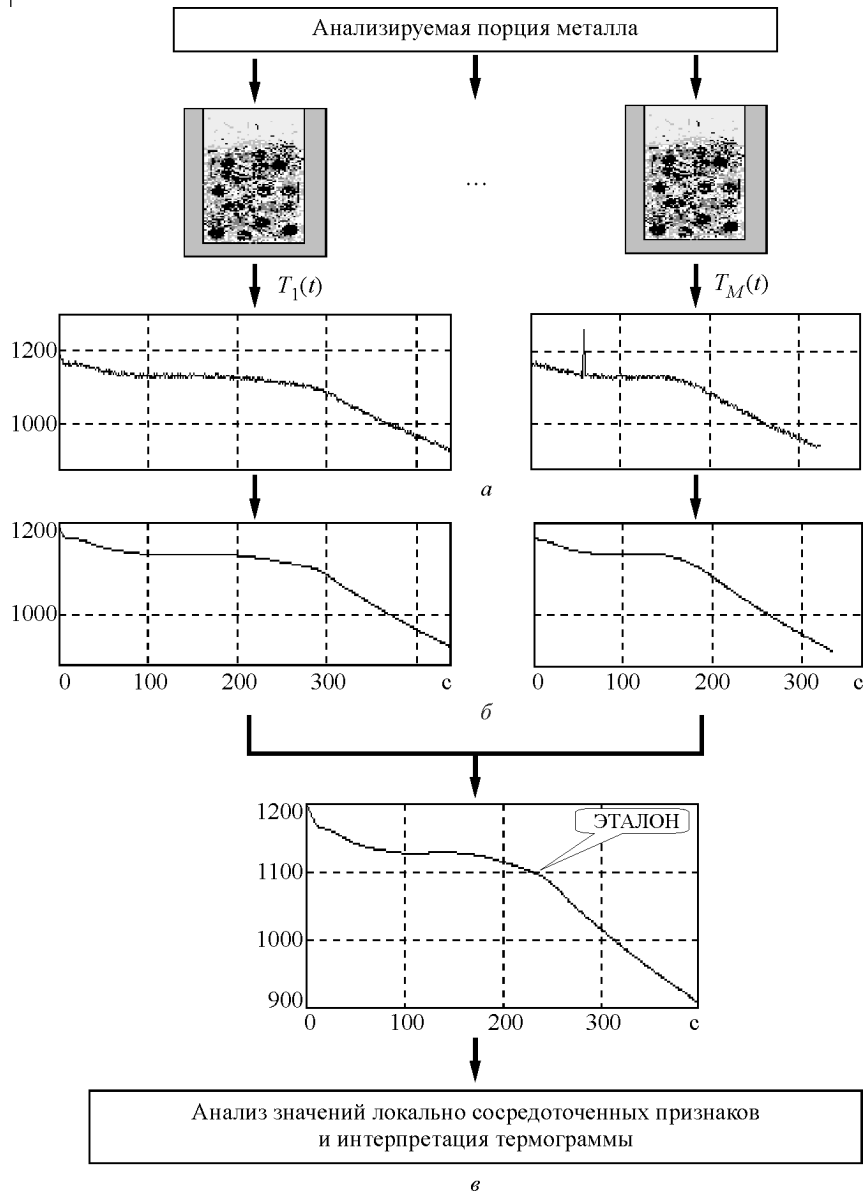 Анализируемая порция металла
...
T1(t)
TM(t)
1200
1000
а
1200
1000
0 100 200 300 с
0 100 200 300 с
б
1200
ЭТАЛОН
1100
1000
900
0 100 200 300 с
Анализ значений локально сосредоточенных признаков
и интерпретация термограммы
в